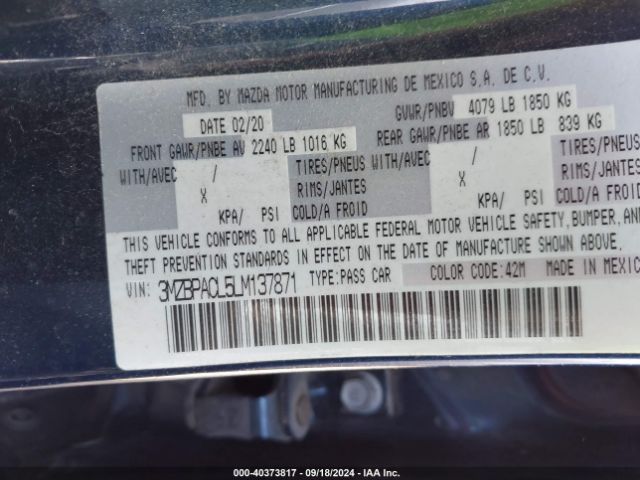 MFD. BY MAZDA MOTOR MANUFACTURING DE MEXICO S.A. DE C.V.
DATE 02/20 GVWR/PNBV 4079 LB 1850 KG
FRONT GAWR/PNBE AV 2240 LB 1016 KG REAR GAWR/PNBE AR 1850 LB 839 KG
WITH/AVEC / TIRES/PNEUS WITH/AVEC / TIRES/PNEUS
X RIMS/JANTES X RIMS/JANTES
KPA/ PSI COLD/A FROID KPA/ PSI COLD/A FROID
THIS VEHICLE CONFORMS TO ALL APPLICABLE FEDERAL MOTOR VEHICLE SAFETY, BUMPER, AND
THEFT PREVENTION STANDARDS IN EFFECT ON THE DATE OF MANUFACTURE SHOWN ABOVE.
VIN: 3MZBPACL5LM137871 TYPE:PASS CAR COLOR CODE:42M MADE IN MEXIC
000-40373817 - 09/18/2024 - IAA Inc.